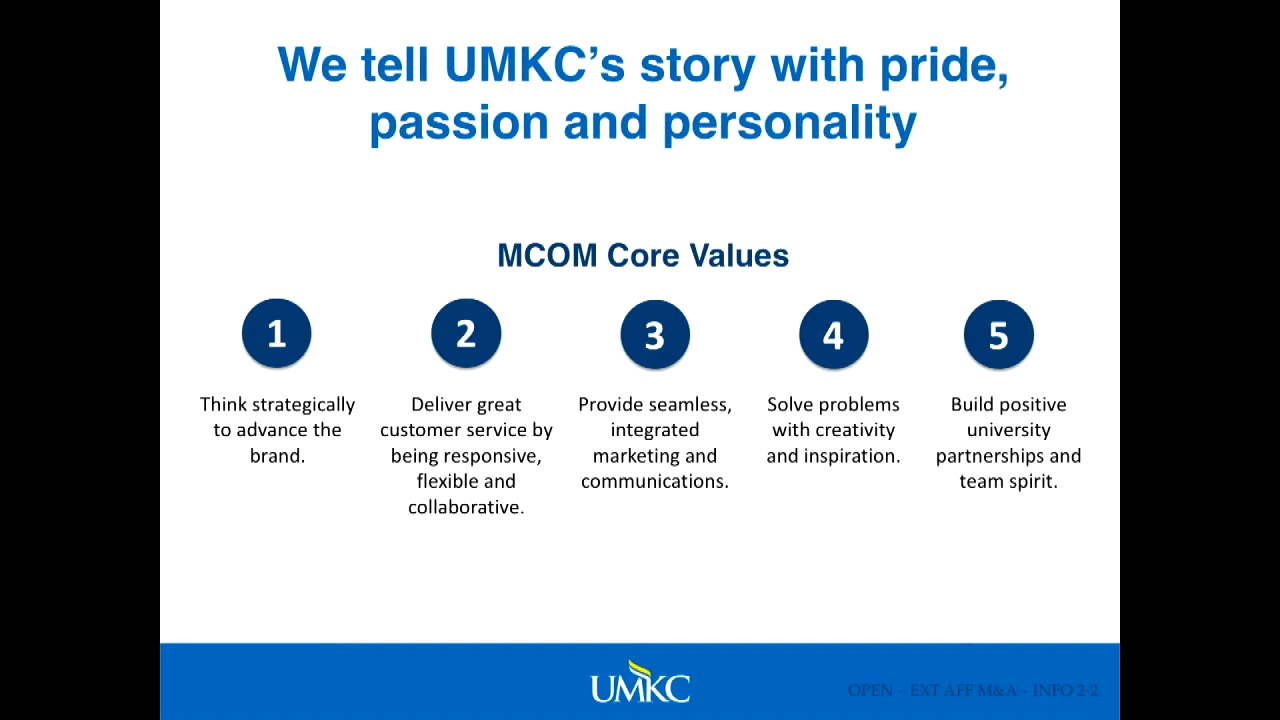 We tell UMKC’s story with pride,
passion and personality
MCOM Core Values
1
2
3
4
5
Think strategically
to advance the
brand.
Deliver great
customer service by
being responsive,
flexible and
collaborative.
Provide seamless,
integrated
marketing and
communications.
Solve problems
with creativity
and inspiration.
Build positive
university
partnerships and
team spirit.
UMKC
OPEN – EXT AFF M&A – INFO 2-2